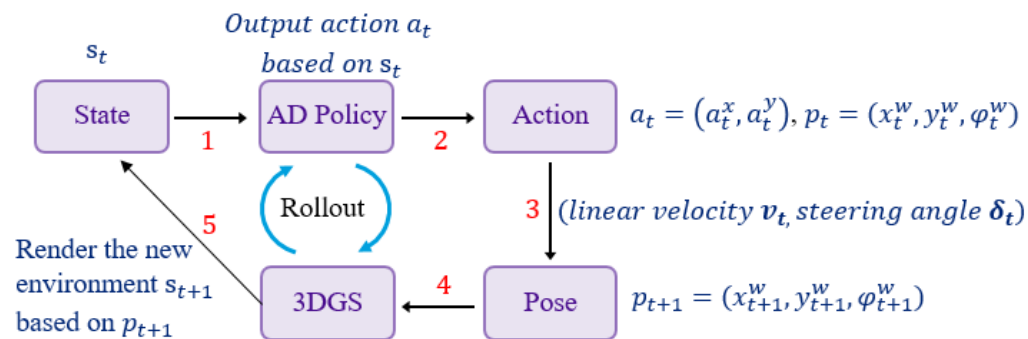 s_t
Output action a_t
based on s_t
State
1
AD Policy
2
Action
a_t = (a_t^x, a_t^y), p_t = (x_t^w, y_t^w, φ_t^w)
Rollout
3
(linear velocity v_t, steering angle δ_t)
5
Render the new
environment s_{t+1}
based on p_{t+1}
3DGS
4
Pose
p_{t+1} = (x_{t+1}^w, y_{t+1}^w, φ_{t+1}^w)